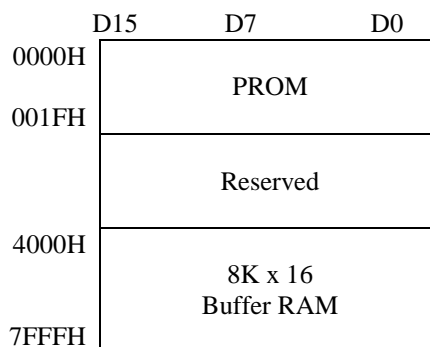 D15 D7 D0
0000H
PROM
001FH
Reserved
4000H
8K x 16
Buffer RAM
7FFFH